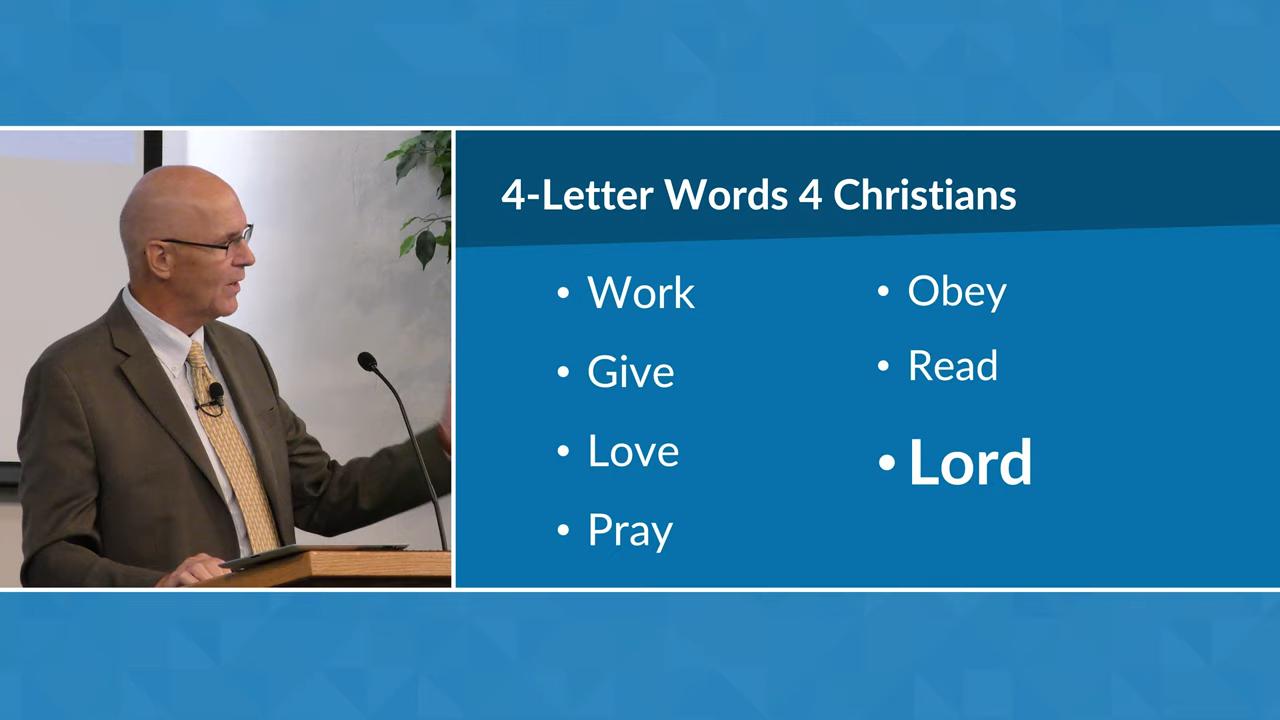 4-Letter Words 4 Christians
• Work
• Give
• Love
• Pray
• Obey
• Read
• Lord